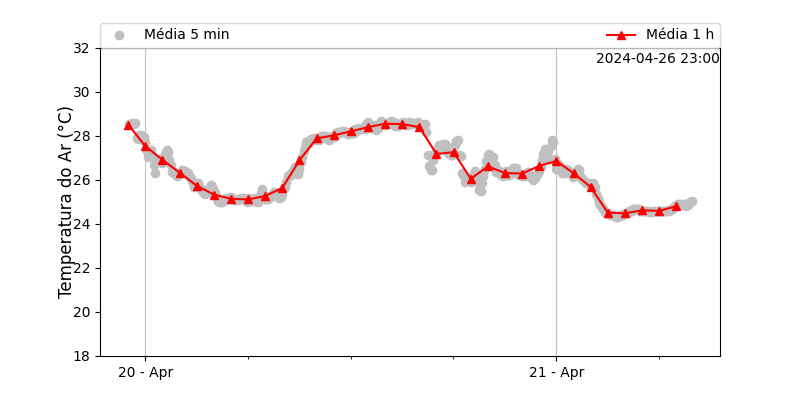 Média 5 min
Média 1 h
2024-04-26 23:00
Temperatura do Ar (°C)
32
30
28
26
24
22
20
18
20 - Apr
21 - Apr